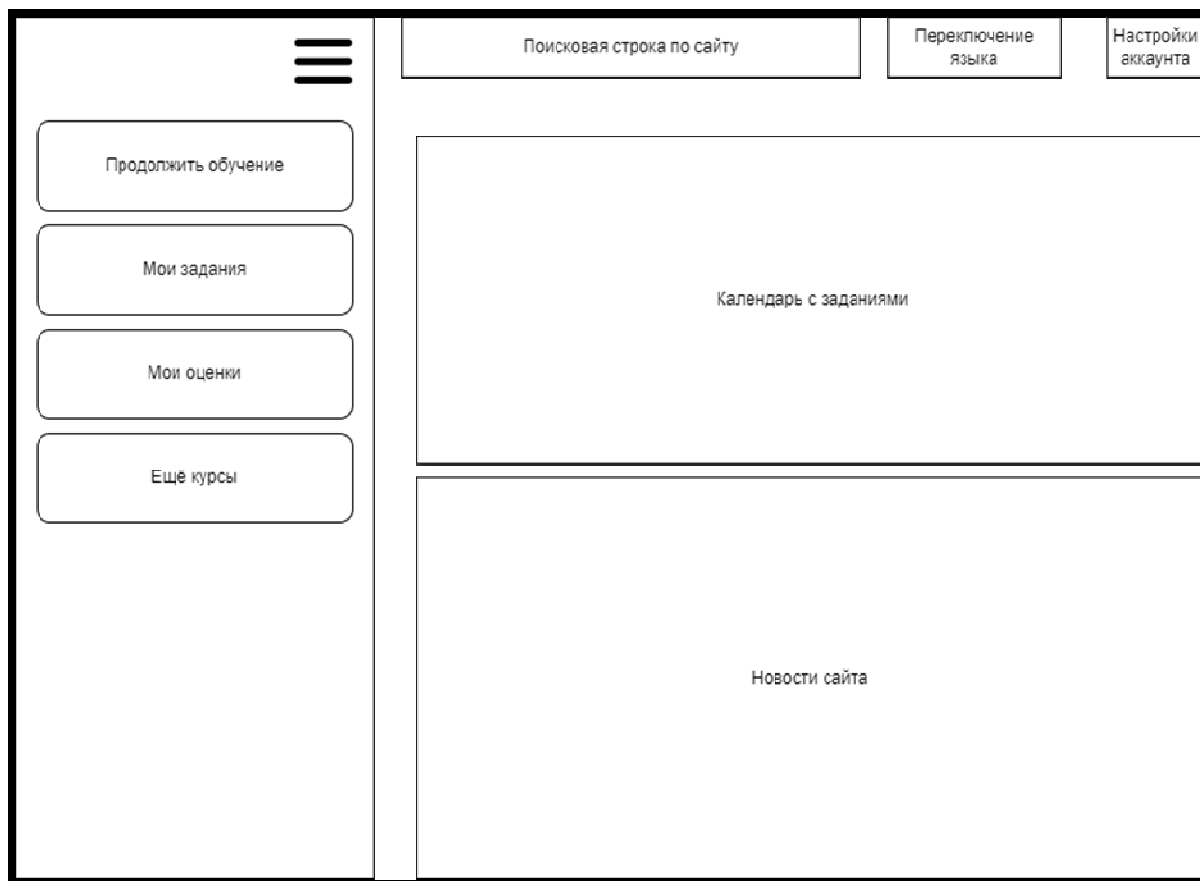 Поисковая строка по сайту
Переключение
языка
Настройки
аккаунта
Продолжить обучение
Мои задания
Мои оценки
Ещё курсы
Календарь с заданиями
Новости сайта